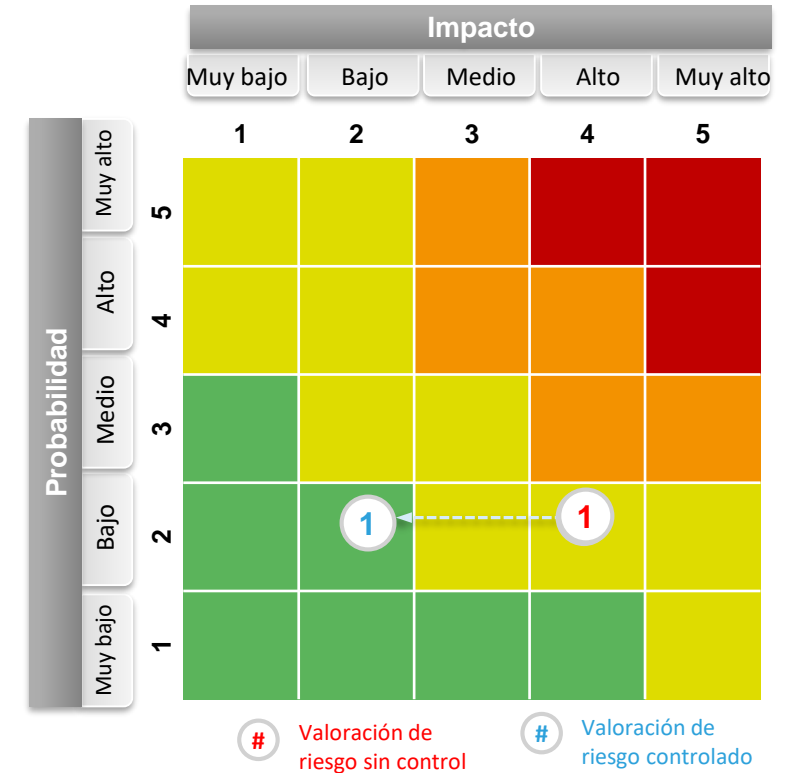 Impacto
Muy bajo
Bajo
Medio
Alto
Muy alto
1
2
3
4
5
Probabilidad
Muy alto
5
Alto
4
Medio
3
Bajo
2
1
1
Muy bajo
1
#
Valoración de
riesgo sin control
#
Valoración de
riesgo controlado